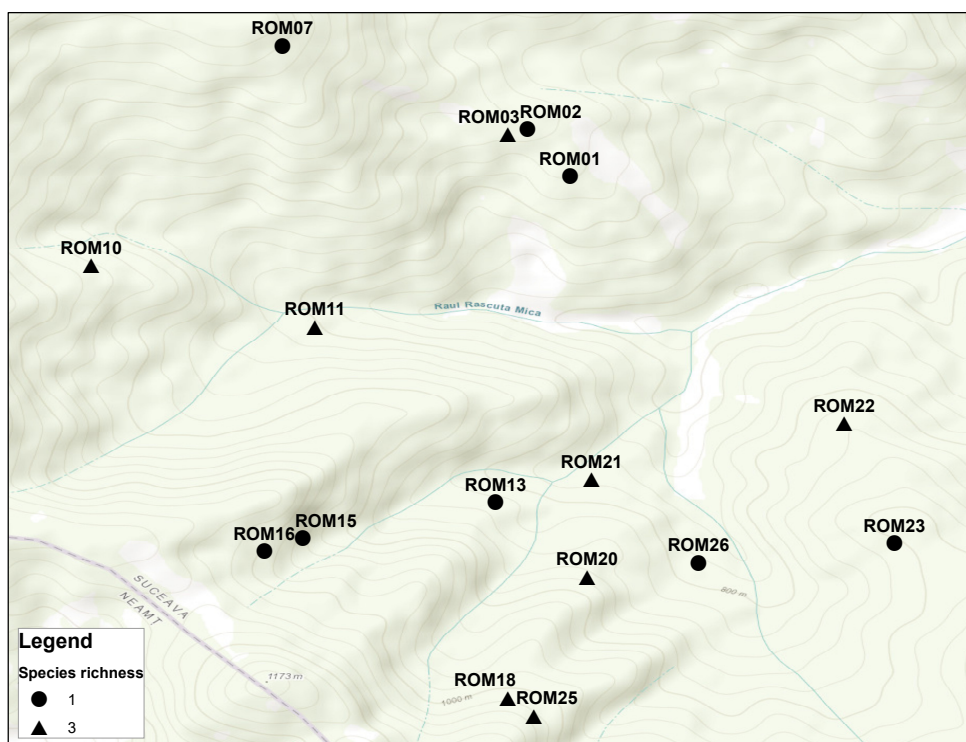 ROM07
ROM03
ROM02
ROM01
ROM10
ROM11
Raul Rascuta Mica
ROM22
ROM21
ROM13
ROM15
ROM16
ROM23
ROM26
ROM20
800 m
SUCEAVA
NEAMT
1173 m
1000 m
ROM18
ROM25
Legend
Species richness
1
3